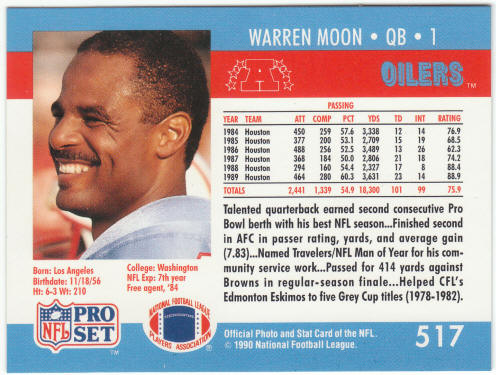 WARREN MOON • QB • 1
A
OILERS™
PASSING
YEAR TEAM ATT COMP PCT YDS TD INT RATING
1984 Houston 450 259 57.6 3,338 12 14 76.9
1985 Houston 377 200 53.1 2,709 15 19 68.5
1986 Houston 488 256 52.5 3,489 13 26 62.3
1987 Houston 368 184 50.0 2,806 21 18 74.2
1988 Houston 294 160 54.4 2,327 17 8 88.4
1989 Houston 464 280 60.3 3,631 23 14 88.9
TOTALS 2,441 1,339 54.9 18,300 101 99 75.9
Talented quarterback earned second consecutive Pro
Bowl berth with his best NFL season...Finished second
in AFC in passer rating, yards, and average gain
(7.83)...Named Travelers/NFL Man of Year for his
community service work...Passed for 414 yards against
Browns in regular-season finale...Helped CFL's
Edmonton Eskimos to five Grey Cup titles (1978-1982).
Born: Los Angeles
Birthdate: 11/18/56
Ht: 6-3 Wt: 210
College: Washington
NFL Exp: 7th year
Free agent, '84
NFL
PRO
SET™
NATIONAL FOOTBALL LEAGUE
PLAYERS ASSOCIATION
Official Photo and Stat Card of the NFL.
© 1990 National Football League.
517